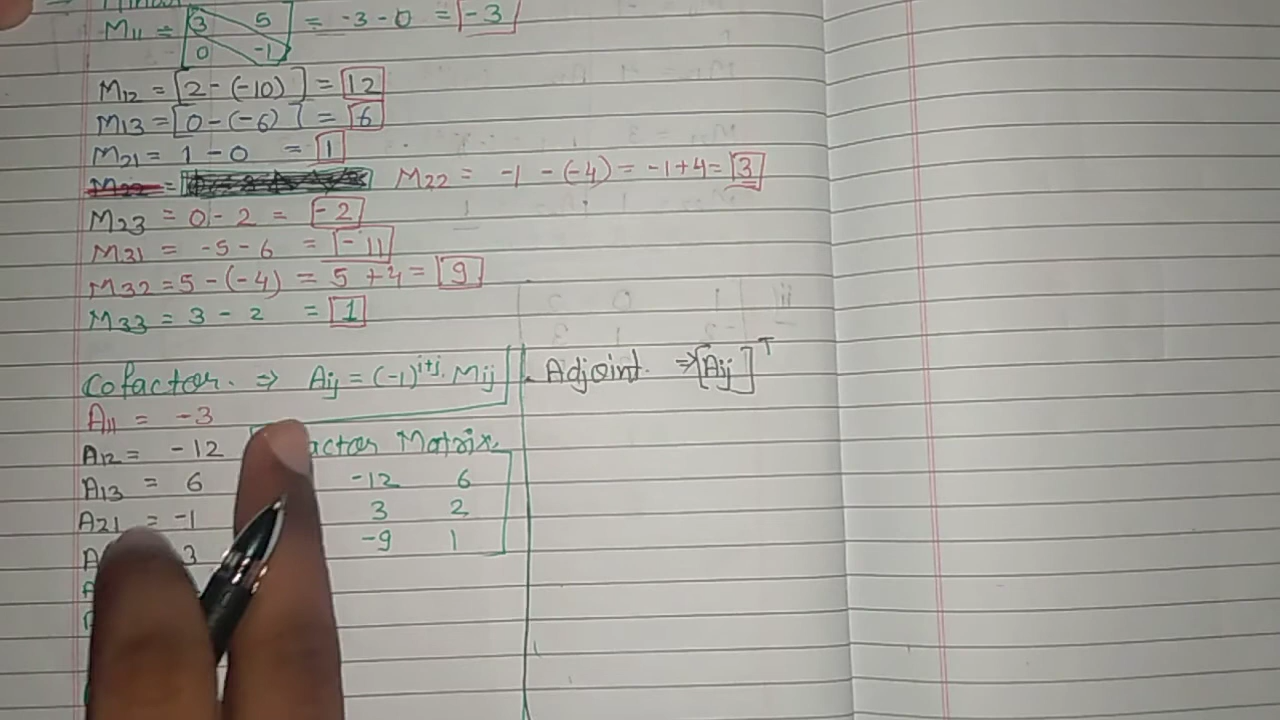 M11 = 3 5 = -3-0 = -3
0 -1
M12 = [2-(-10)] = 12
M13 = [0-(-6)] = 6
M21 = 1-0 = 1
M22 = -1 - (-4) = -1+4 = 3
M23 = 0-2 = -2
M31 = -5-6 = -11
M32 = 5-(-4) = 5+4 = 9
M33 = 3-2 = 1
Cofactor. ⇒ Aij = (-1)^i+j. Mij
Adjoint. ⇒ [Aij]^T
A11 = -3
A12 = -12
Matrix.
A13 = 6
-12 6
A21 = -1
3 2
3
-9 1